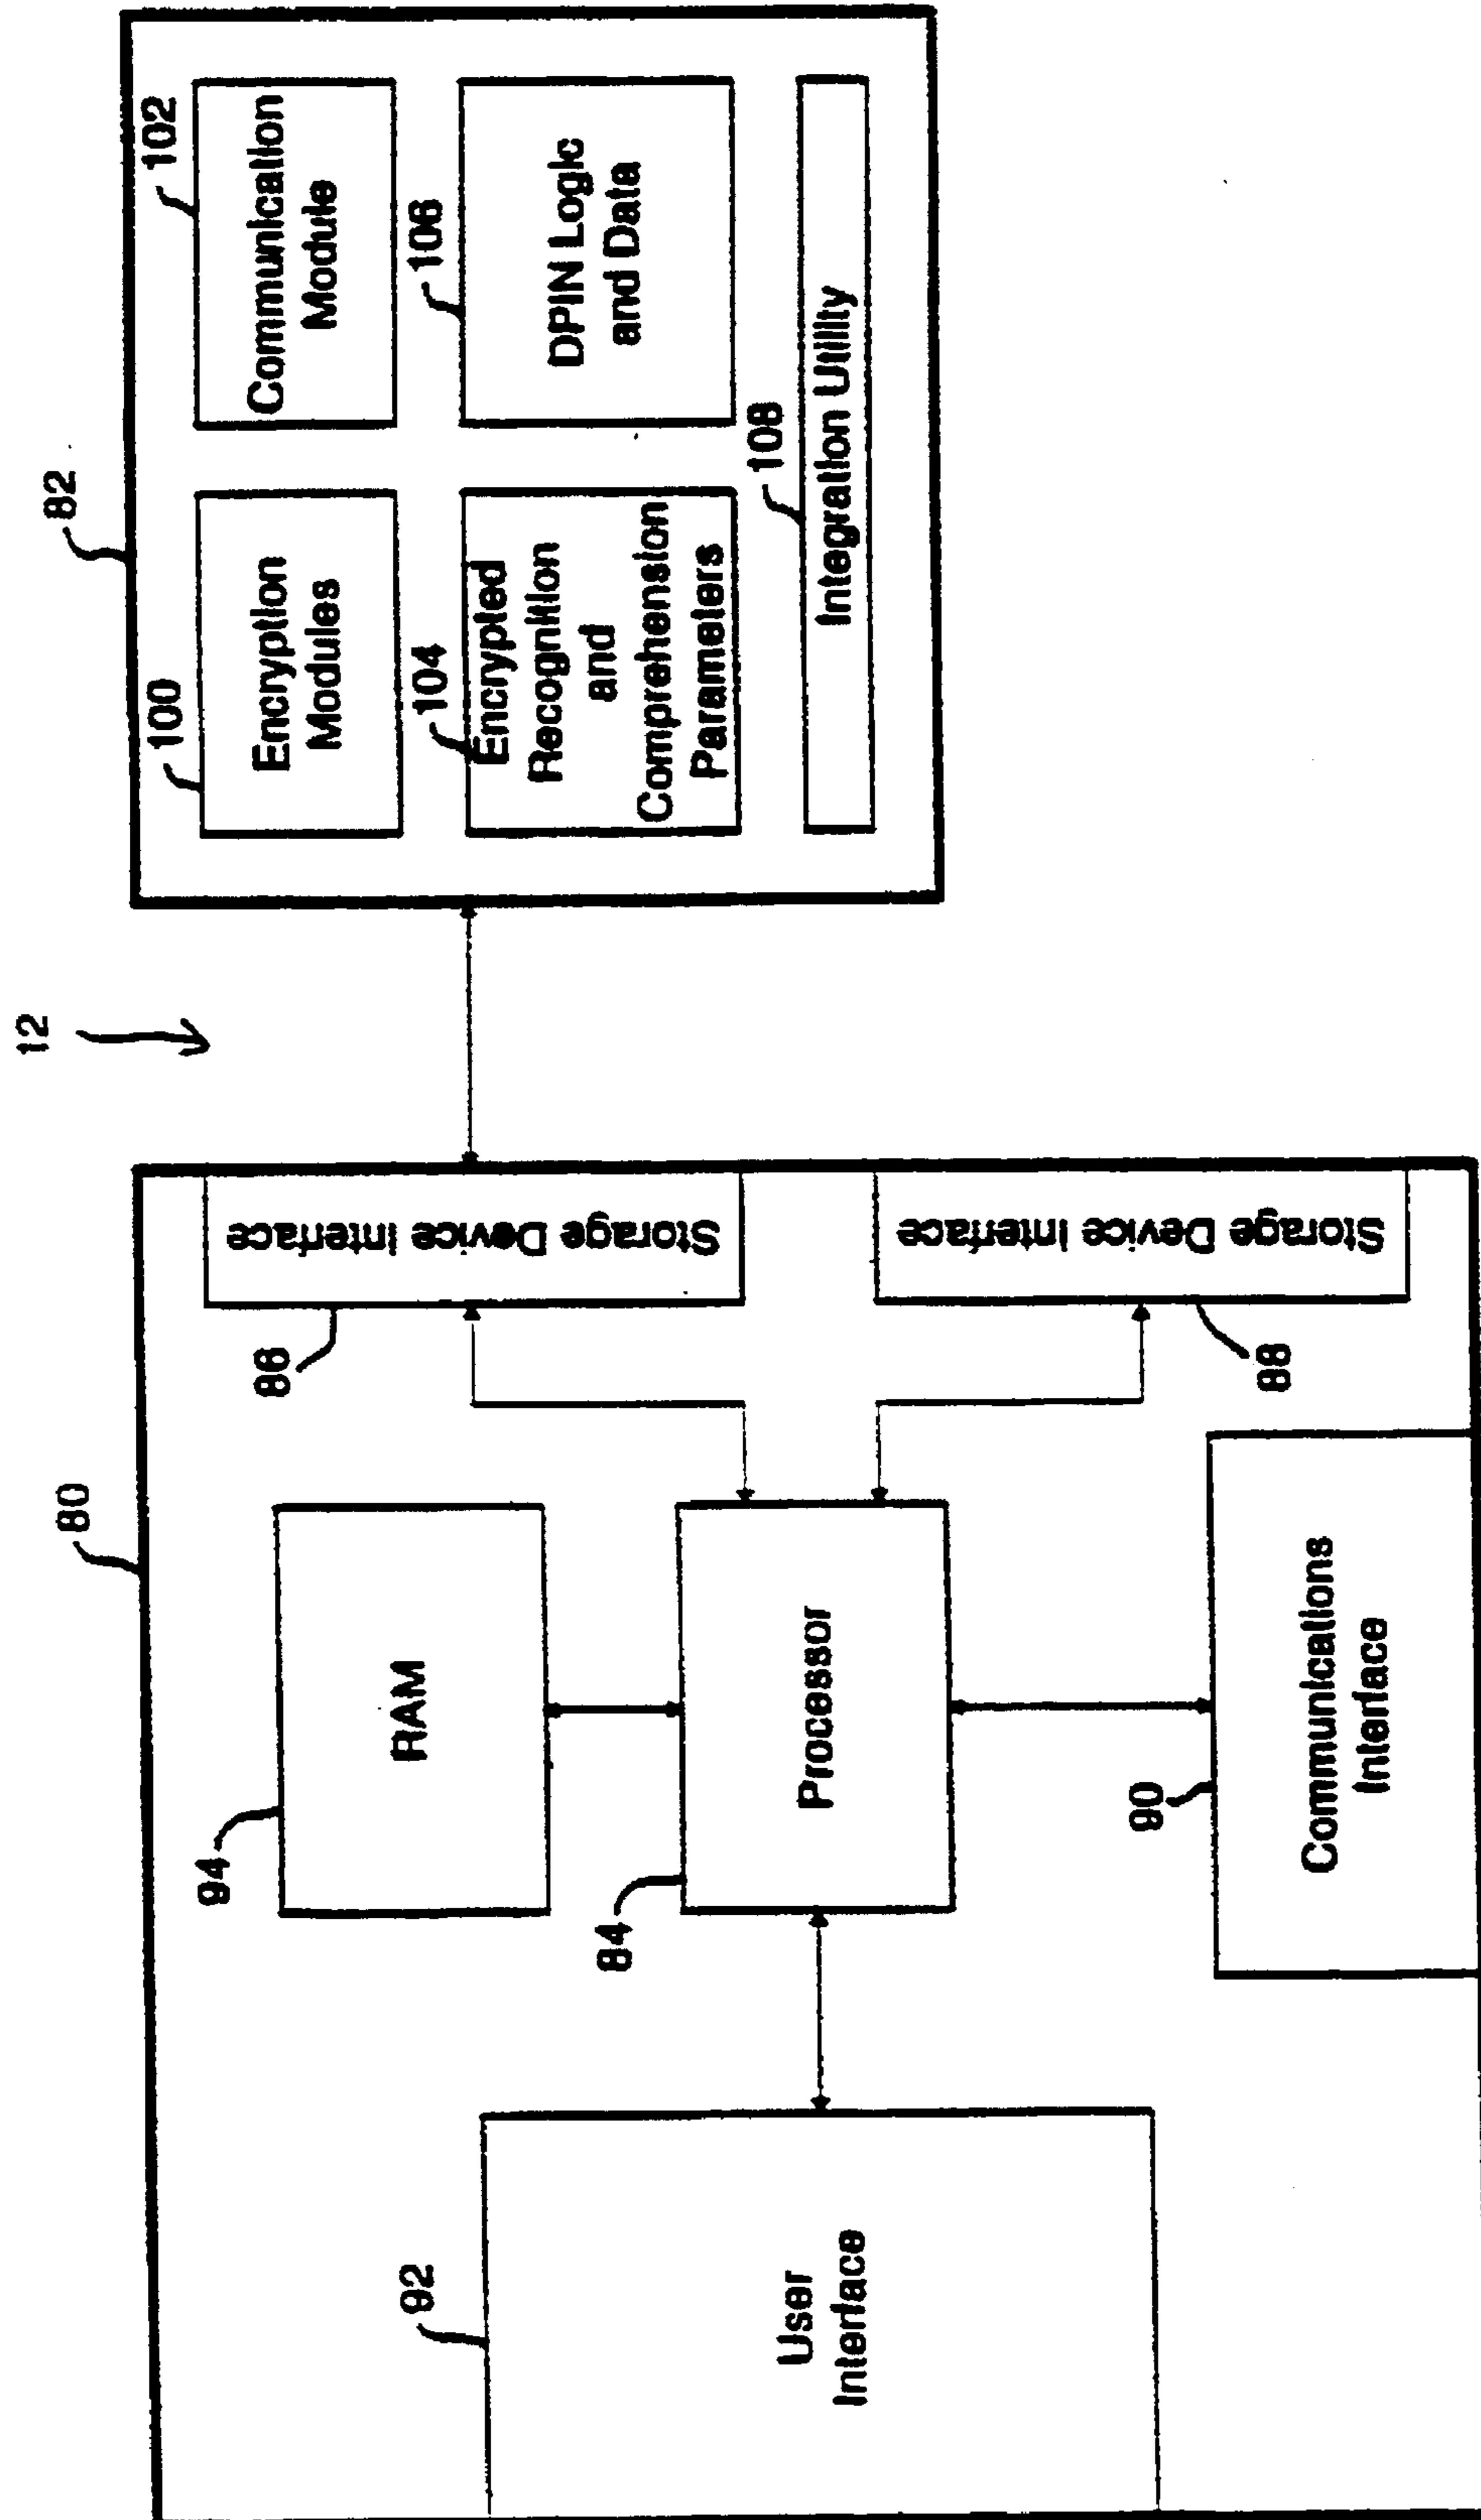 12
80
82
94
RAM
86
Storage Device Interface
100
Encryption
Modules
102
Communication
Module
92
User
Interface
84
Processor
104
Encrypted
Recognition
and
Comprehension
Parameters
106
DPIN Logic
and Data
108
Integration Utility
90
Communications
Interface
88
Storage Device Interface